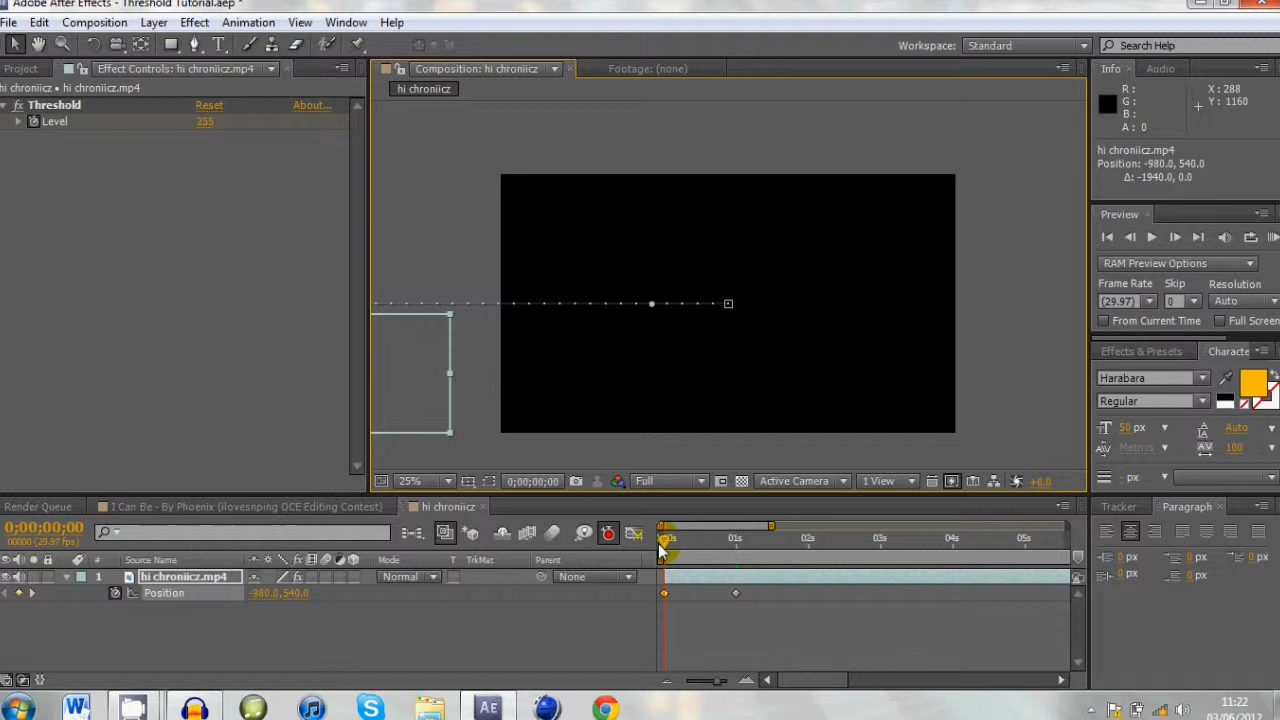 Adobe After Effects - Threshold Tutorial.aep *
File Edit Composition Layer Effect Animation View Window Help
Workspace: Standard Search Help
Project Effect Controls: hi chroniicz.mp4 Composition: hi chroniicz Footage: (none) Info Audio
hi chroniicz • hi chroniicz.mp4 hi chroniicz
fx Threshold Reset About...
Level 255
R: X: 288
G: Y: 1160
B:
A: 0
hi chroniicz.mp4
Position: -980.0, 540.0
Δ: -1940.0, 0.0
Preview
RAM Preview Options
Frame Rate Skip Resolution
(29.97) 0 Auto
From Current Time Full Screen
Effects & Presets Characte
Harabara
Regular
50 px Auto
Metrics 100
- px
25% 0;00;00;00 Full Active Camera 1 View +0.0
Render Queue I Can Be - By Phoenix (ilovesnping OCE Editing Contest) hi chroniicz
Tutorial Paragraph
0;00;00;00
00000 (29.97 fps)
01s 02s 03s 04s 05s
# Source Name Mode T TrkMat Parent
1 hi chroniicz.mp4 Normal None
Position -980.0,540.0
0 px 0 px 0 px
0 px 0 px
W AE S
11:22
03/06/2012